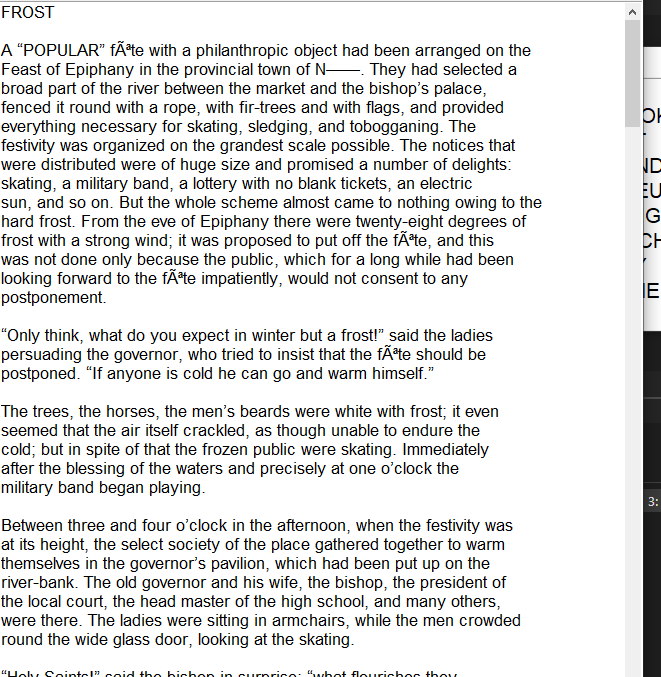 FROST
A “POPULAR” fÃªte with a philanthropic object had been arranged on the
Feast of Epiphany in the provincial town of N——. They had selected a
broad part of the river between the market and the bishop’s palace,
fenced it round with a rope, with fir-trees and with flags, and provided
everything necessary for skating, sledging, and tobogganing. The
festivity was organized on the grandest scale possible. The notices that
were distributed were of huge size and promised a number of delights:
skating, a military band, a lottery with no blank tickets, an electric
sun, and so on. But the whole scheme almost came to nothing owing to the
hard frost. From the eve of Epiphany there were twenty-eight degrees of
frost with a strong wind; it was proposed to put off the fÃªte, and this
was not done only because the public, which for a long while had been
looking forward to the fÃªte impatiently, would not consent to any
postponement.
“Only think, what do you expect in winter but a frost!” said the ladies
persuading the governor, who tried to insist that the fÃªte should be
postponed. “If anyone is cold he can go and warm himself.”
The trees, the horses, the men’s beards were white with frost; it even
seemed that the air itself crackled, as though unable to endure the
cold; but in spite of that the frozen public were skating. Immediately
after the blessing of the waters and precisely at one o’clock the
military band began playing.
Between three and four o’clock in the afternoon, when the festivity was
at its height, the select society of the place gathered together to warm
themselves in the governor’s pavilion, which had been put up on the
river-bank. The old governor and his wife, the bishop, the president of
the local court, the head master of the high school, and many others,
were there. The ladies were sitting in armchairs, while the men crowded
round the wide glass door, looking at the skating.
“Holy Saints!” said the bishop in surprise; “what flourishes they
3: